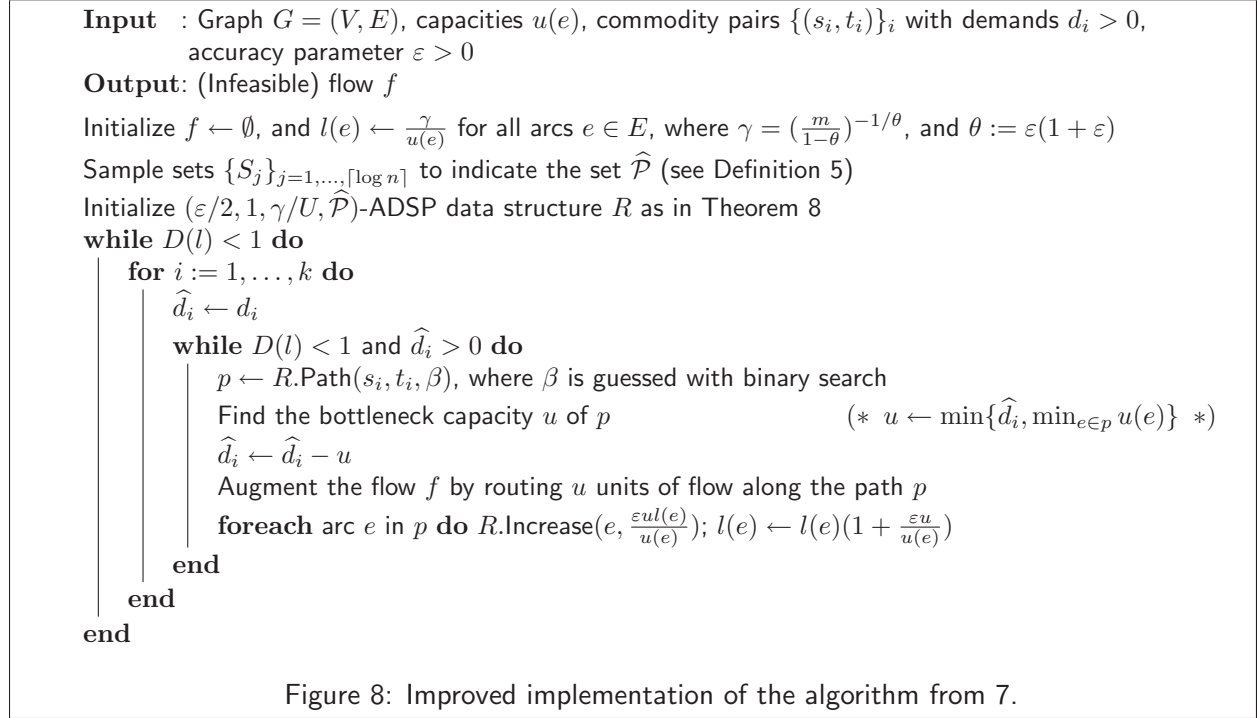 Input : Graph G = (V, E), capacities u(e), commodity pairs {(s_i, t_i)}_i with demands d_i > 0,
accuracy parameter ε > 0
Output: (Infeasible) flow f
Initialize f ← ∅, and l(e) ← γ/u(e) for all arcs e ∈ E, where γ = (m/(1−θ))^{−1/θ}, and θ := ε(1 + ε)
Sample sets {S_j}_{j=1,...,⌈log n⌉} to indicate the set P̂ (see Definition 5)
Initialize (ε/2, 1, γ/U, P̂)-ADSP data structure R as in Theorem 8
while D(l) < 1 do
for i := 1, . . . , k do
d̂_i ← d_i
while D(l) < 1 and d̂_i > 0 do
p ← R.Path(s_i, t_i, β), where β is guessed with binary search
Find the bottleneck capacity u of p (∗ u ← min{d̂_i, min_{e∈p} u(e)} ∗)
d̂_i ← d̂_i − u
Augment the flow f by routing u units of flow along the path p
foreach arc e in p do R.Increase(e, εul(e)/u(e)); l(e) ← l(e)(1 + εu/u(e))
end
end
end
Figure 8: Improved implementation of the algorithm from 7.